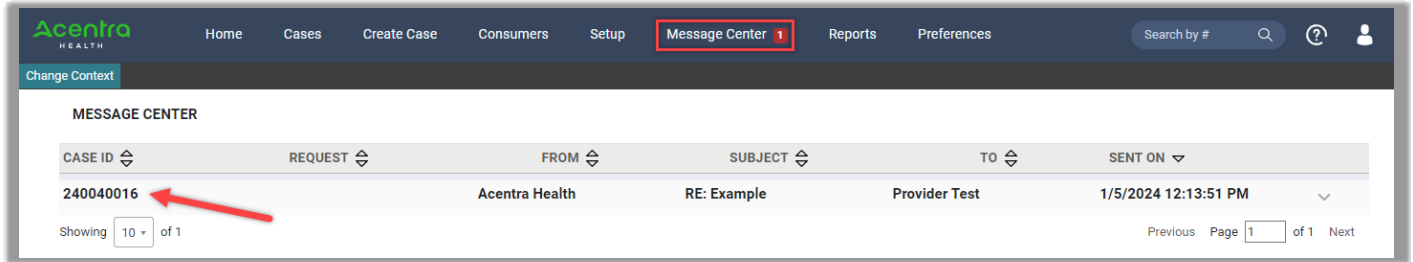 Acentra HEALTH Home Cases Create Case Consumers Setup Message Center 1 Reports Preferences Search by #
Change Context
MESSAGE CENTER
CASE ID REQUEST FROM SUBJECT TO SENT ON
240040016 Acentra Health RE: Example Provider Test 1/5/2024 12:13:51 PM
Showing 10 of 1 Previous Page 1 of 1 Next